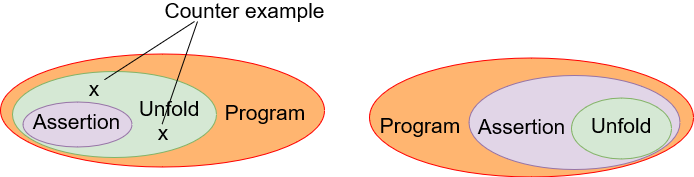 Counter example
x
Unfold
Assertion
x
Program
Program
Assertion
Unfold